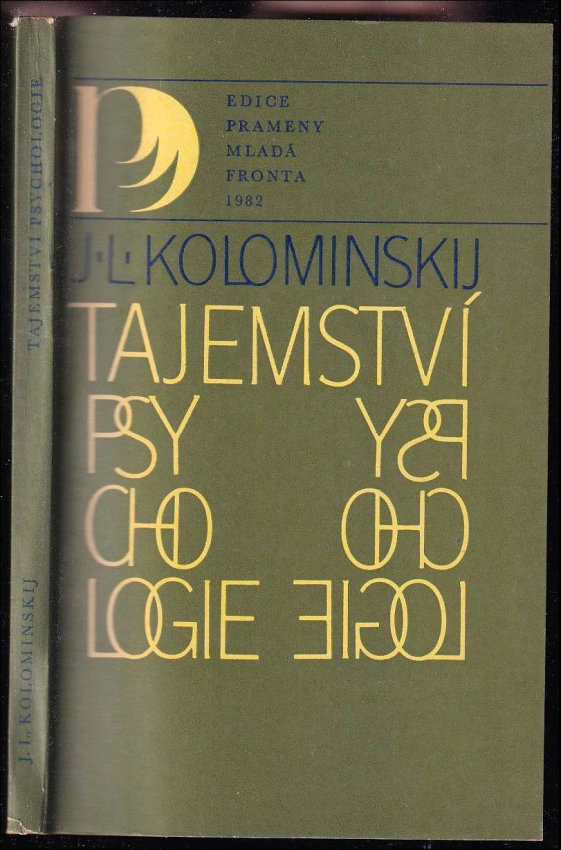 EDICE
PRAMENY
MLADÁ
FRONTA
1982
J·L·KOLOMINSKIJ
TAJEMSTVÍ
PSY PSY
CHO CHO
LOGIE LOGIE
TAJEMSTVÍ PSYCHOLOGIE
J. L. KOLOMINSKIJ